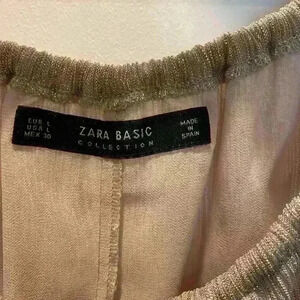 EUR L
USA L
MEX 30
ZARA BASIC
COLLECTION
MADE IN
SPAIN